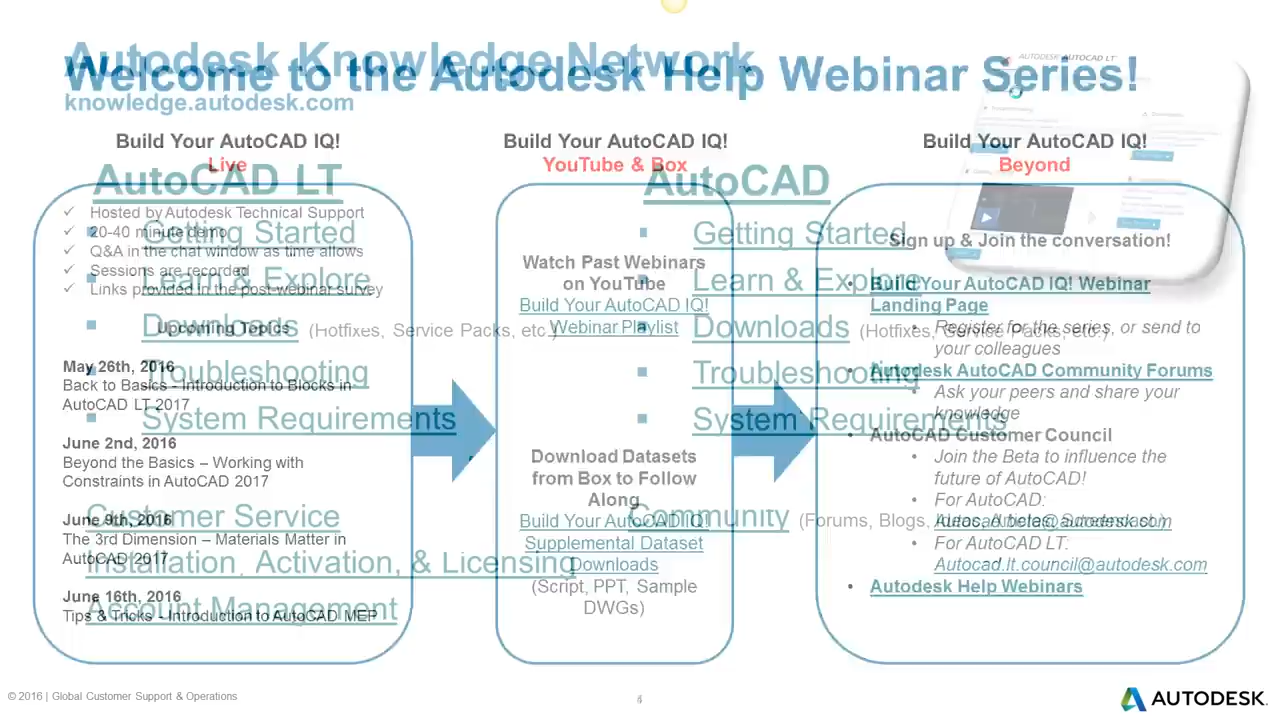 Autodesk Knowledge Network
Welcome to the Autodesk Help Webinar Series!
knowledge.autodesk.com
AUTODESK AUTOCAD LT
Build Your AutoCAD IQ!
Live
✓ Hosted by Autodesk Technical Support
✓ 20-40 minute demo
✓ Q&A in the chat window as time allows
✓ Sessions are recorded
✓ Links provided in the post-webinar survey
Upcoming Topics
May 26th, 2016
Back to Basics - Introduction to Blocks in
AutoCAD LT 2017
June 2nd, 2016
Beyond the Basics – Working with
Constraints in AutoCAD 2017
June 9th, 2016
The 3rd Dimension – Materials Matter in
AutoCAD 2017
June 16th, 2016
Tips & Tricks - Introduction to AutoCAD MEP
Build Your AutoCAD IQ!
YouTube & Box
Watch Past Webinars
on YouTube
Build Your AutoCAD IQ!
Webinar Playlist
Download Datasets
from Box to Follow
Along
Build Your AutoCAD IQ!
Supplemental Dataset
Downloads
(Script, PPT, Sample
DWGs)
Build Your AutoCAD IQ!
Beyond
Sign up & Join the conversation!
• Build Your AutoCAD IQ! Webinar
Landing Page
• Register for the series, or send to
your colleagues
• Autodesk AutoCAD Community Forums
• Ask your peers and share your
knowledge
• AutoCAD Customer Council
• Join the Beta to influence the
future of AutoCAD!
• For AutoCAD:
• For AutoCAD LT:
Autocad.lt.council@autodesk.com
• Autodesk Help Webinars
AutoCAD LT
▪ Getting Started
▪ Learn & Explore
▪ Downloads (Hotfixes, Service Packs, etc.)
▪ Troubleshooting
▪ System Requirements
AutoCAD
▪ Getting Started
▪ Learn & Explore
▪ Downloads (Hotfixes, Service Packs, etc.)
▪ Troubleshooting
▪ System Requirements
Customer Service
Installation, Activation, & Licensing
Account Management
Community (Forums, Blogs, Ideas, Articles,
© 2016 | Global Customer Support & Operations
AUTODESK.